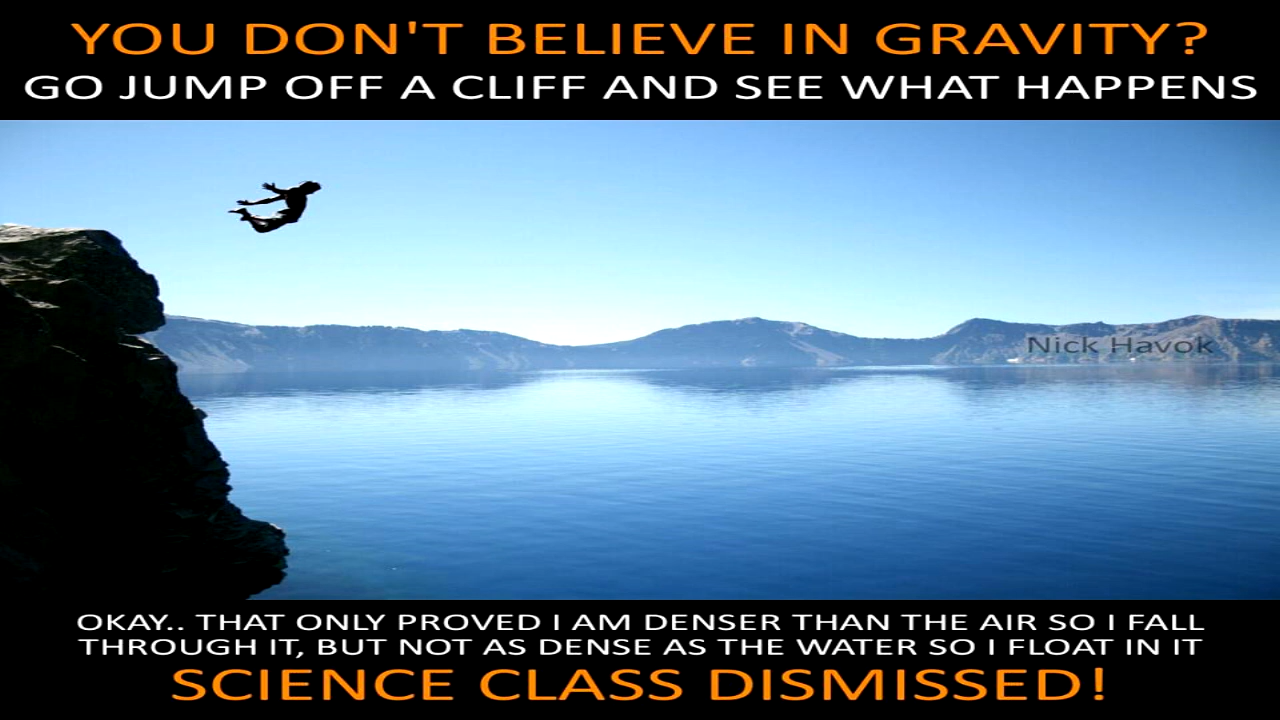 YOU DON'T BELIEVE IN GRAVITY?
GO JUMP OFF A CLIFF AND SEE WHAT HAPPENS
Nick Havok
OKAY.. THAT ONLY PROVED I AM DENSER THAN THE AIR SO I FALL
THROUGH IT, BUT NOT AS DENSE AS THE WATER SO I FLOAT IN IT
SCIENCE CLASS DISMISSED!